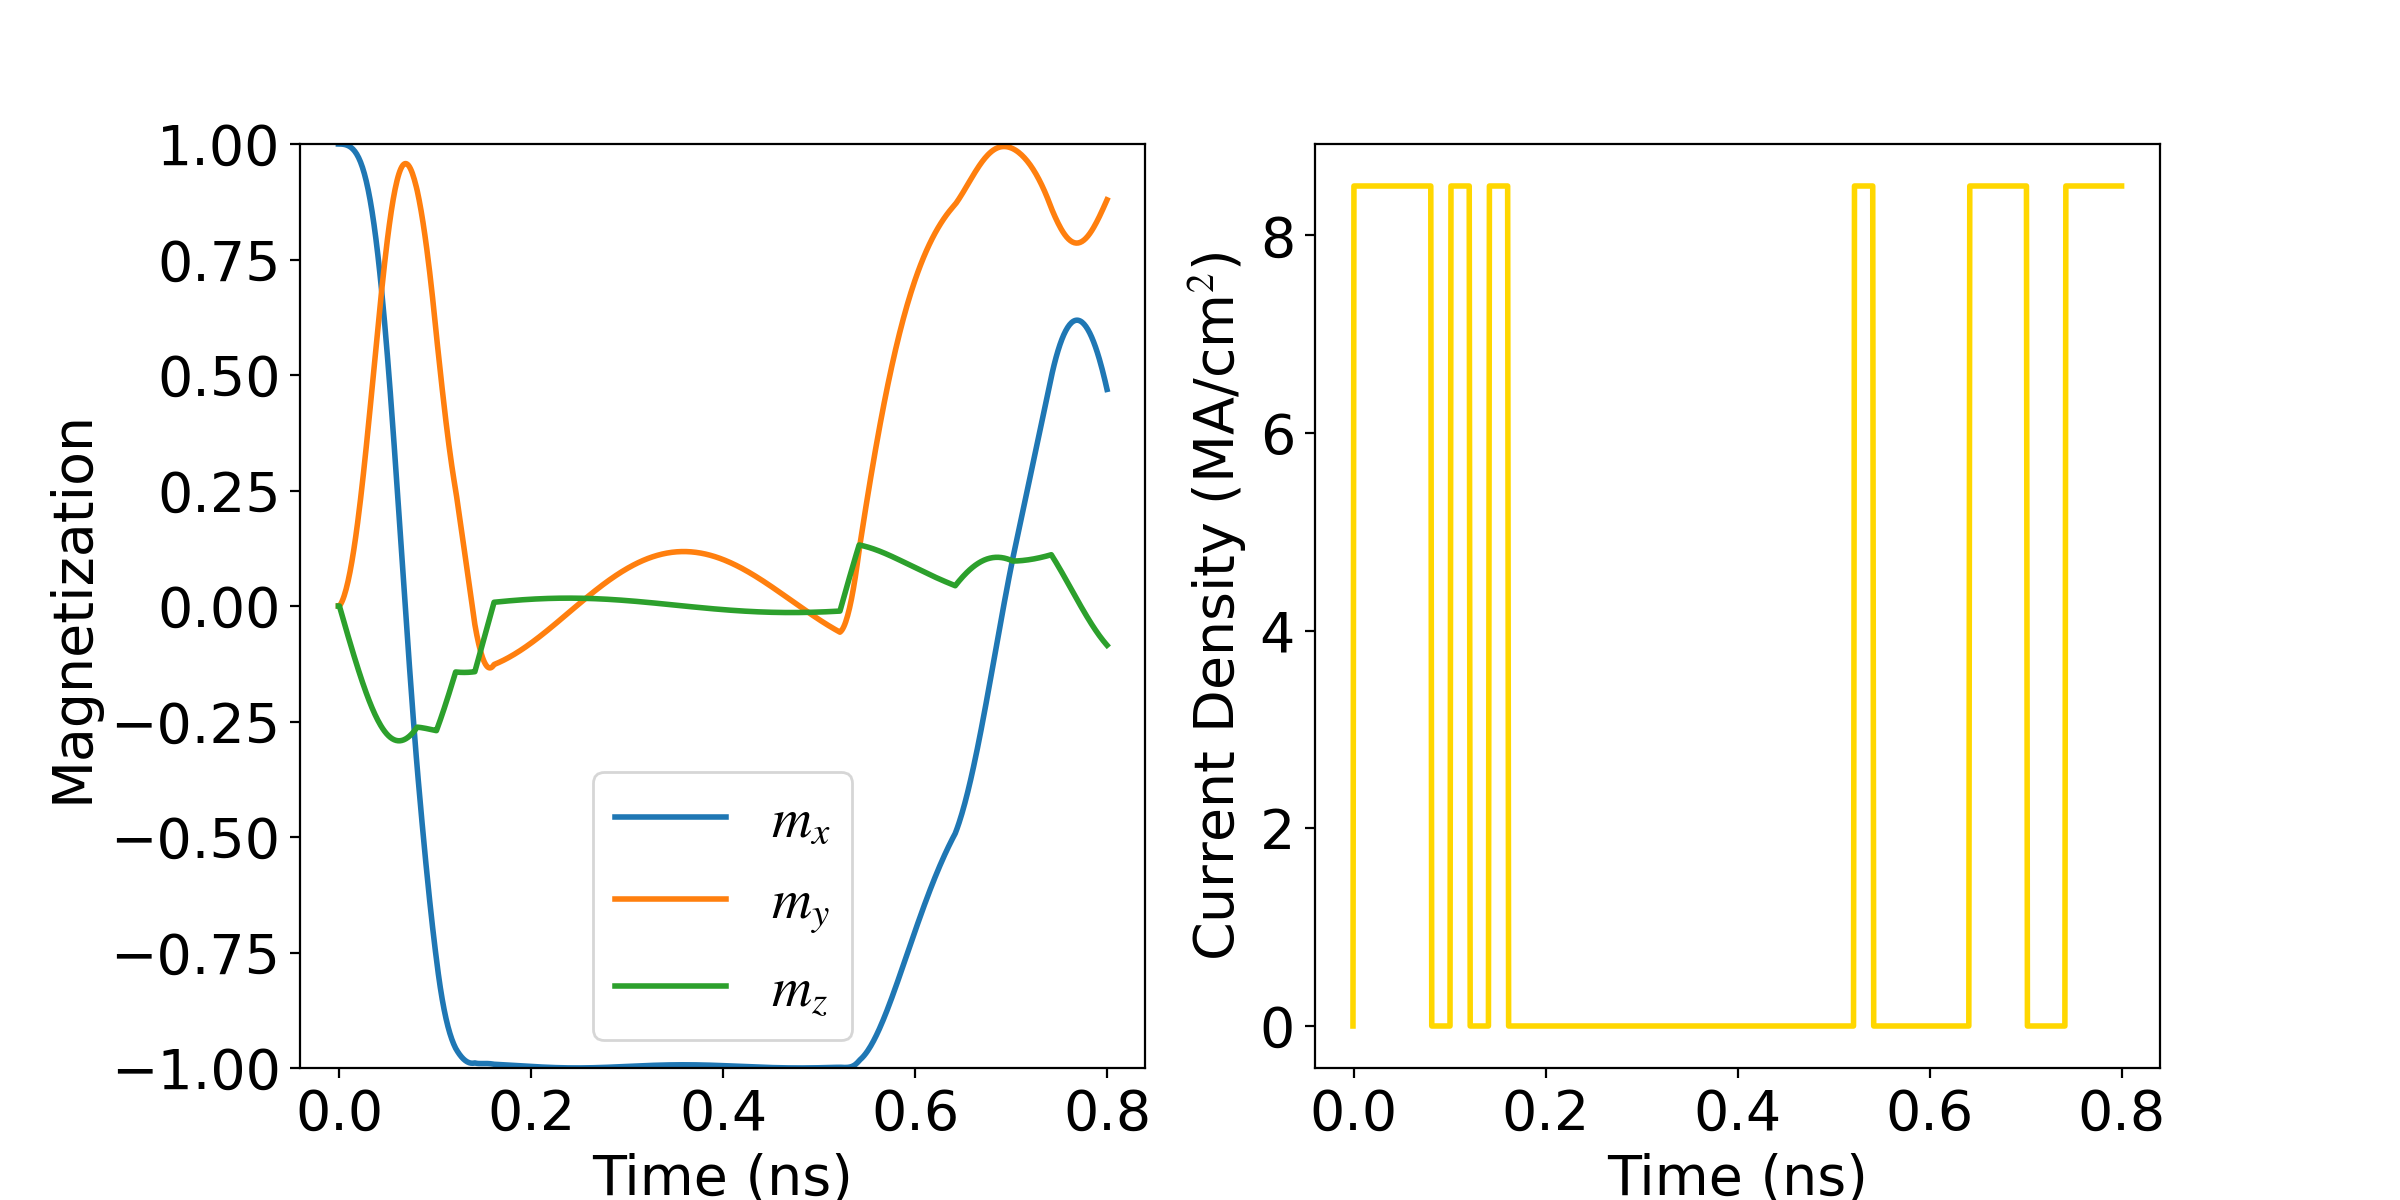 Magnetization
1.00
0.75
0.50
0.25
0.00
−0.25
−0.50
−0.75
−1.00
0.0 0.2 0.4 0.6 0.8
Time (ns)
m_x
m_y
m_z
Current Density (MA/cm²)
8
6
4
2
0
0.0 0.2 0.4 0.6 0.8
Time (ns)